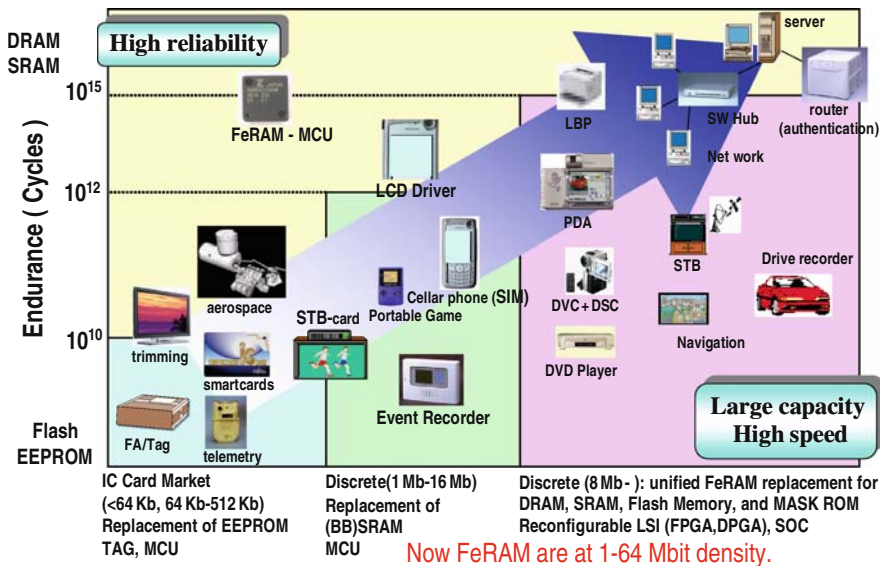 DRAM
SRAM
High reliability
server
10^15
FeRAM - MCU
LBP
SW Hub
router
(authentication)
Net work
LCD Driver
10^12
PDA
Endurance ( Cycles )
STB
aerospace
Cellar phone (SIM)
Portable Game
DVC + DSC
Drive recorder
STB-card
10^10
trimming
Navigation
smartcards
DVD Player
Event Recorder
Large capacity
High speed
Flash
EEPROM
FA/Tag
telemetry
IC Card Market
(<64 Kb, 64 Kb-512 Kb)
Replacement of EEPROM
TAG, MCU
Discrete(1 Mb-16 Mb)
Replacement of
(BB)SRAM
MCU
Discrete (8 Mb - ): unified FeRAM replacement for
DRAM, SRAM, Flash Memory, and MASK ROM
Reconfigurable LSI (FPGA,DPGA), SOC
Now FeRAM are at 1-64 Mbit density.